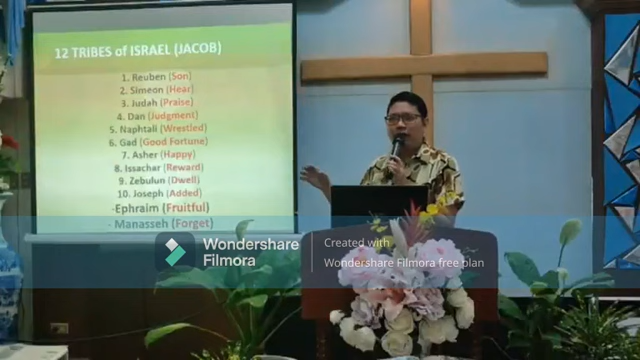 12 TRIBES of ISRAEL (JACOB)
1. Reuben (Son)
2. Simeon (Hear)
3. Judah (Praise)
4. Dan (Judgment)
5. Naphtali (Wrestled)
6. Gad (Good Fortune)
7. Asher (Happy)
8. Issachar (Reward)
9. Zebulun (Dwell)
10. Joseph (Added)
-Ephraim (Fruitful)
- Manasseh (Forget)
Wondershare
Filmora
Created with
Wondershare Filmora free plan